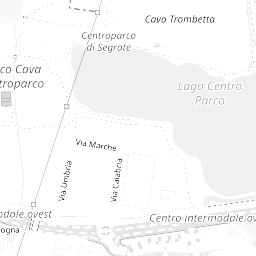 Cava Trombetta
Centroparco
di Segrate
co Cava
troparco
Lago Centro
Parco
Via Marche
Via Umbria
Via Calabria
odale ovest
Centro intermodale ov
ogna